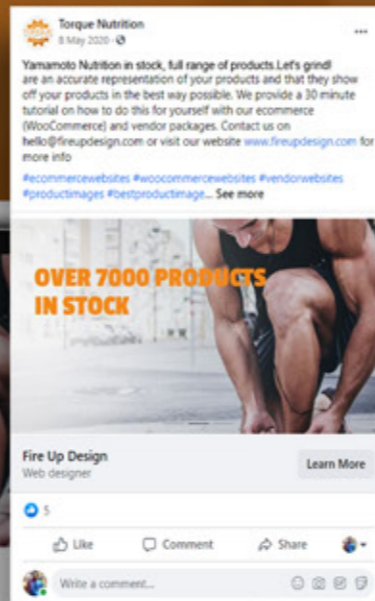 Torque Nutrition
8 May 2020 ·
Yamamoto Nutrition in stock, full range of products.Let's grind!
are an accurate representation of your products and that they show
off your products in the best way possible. We provide a 30 minute
tutorial on how to do this for yourself with our ecommerce
(WooCommerce) and vendor packages. Contact us on
hello@fireupdesign.com or visit our website www.fireupdesign.com for
more info
#ecommercewebsites #woocommercewebsites #vendorwebsites
#productimages #bestproductimage... See more
OVER 7000 PRODUCTS
IN STOCK
Fire Up Design
Web designer
Learn More
5
Like Comment Share
Write a comment...